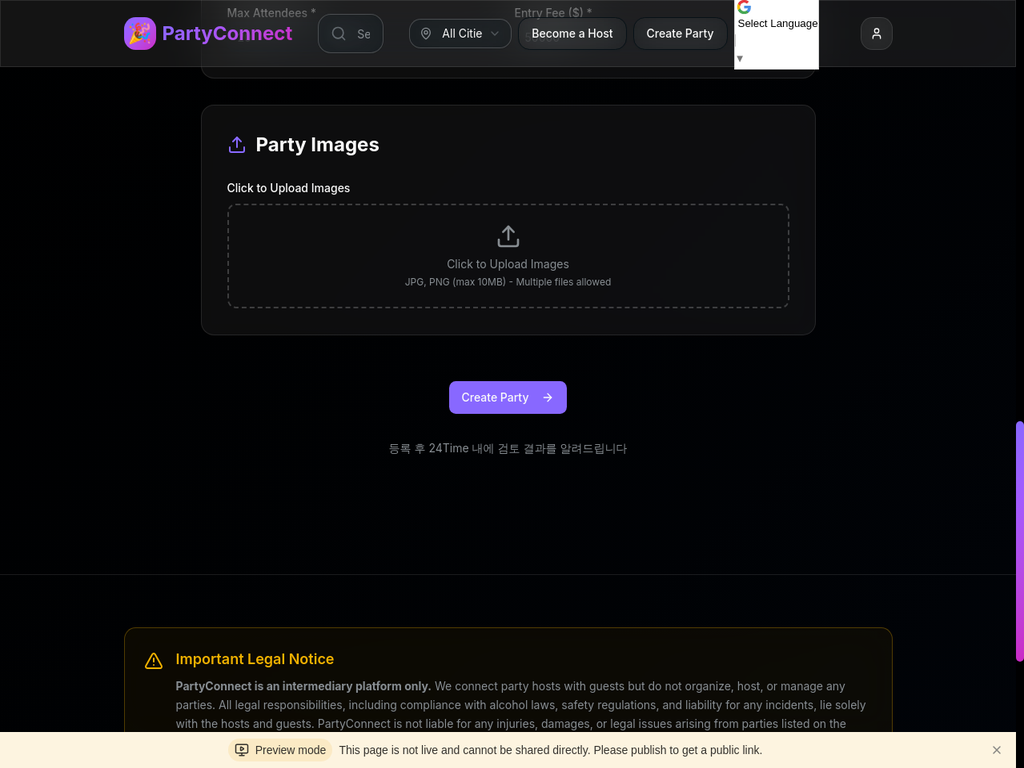 Max Attendees *
Entry Fee ($) *
PartyConnect
Se
All Citie
Become a Host
Create Party
Select Language
▼
Party Images
Click to Upload Images
Click to Upload Images
JPG, PNG (max 10MB) - Multiple files allowed
Create Party
등록 후 24Time 내에 검토 결과를 알려드립니다
Important Legal Notice
PartyConnect is an intermediary platform only. We connect party hosts with guests but do not organize, host, or manage any
parties. All legal responsibilities, including compliance with alcohol laws, safety regulations, and liability for any incidents, lie solely
with the hosts and guests. PartyConnect is not liable for any injuries, damages, or legal issues arising from parties listed on the
Preview mode
This page is not live and cannot be shared directly. Please publish to get a public link.